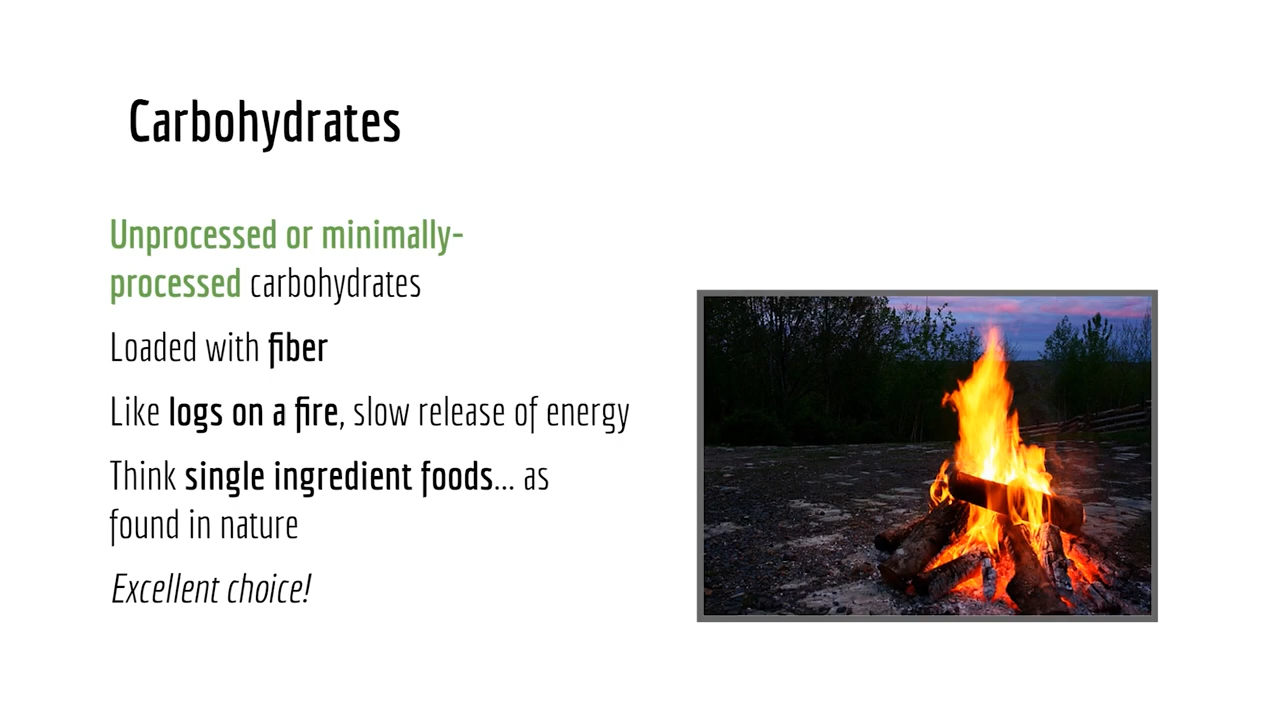 Carbohydrates
Unprocessed or minimally-
processed carbohydrates
Loaded with fiber
Like logs on a fire, slow release of energy
Think single ingredient foods... as
found in nature
Excellent choice!